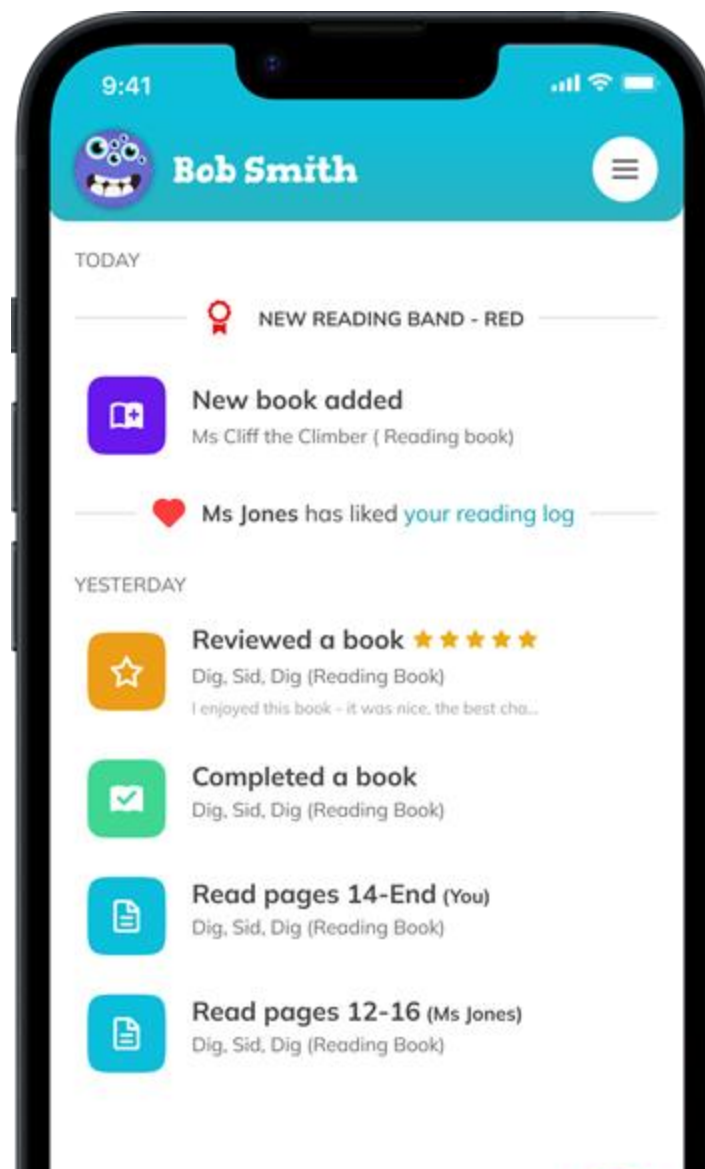 9:41
Bob Smith
TODAY
NEW READING BAND - RED
New book added
Ms Cliff the Climber ( Reading book)
Ms Jones has liked your reading log
YESTERDAY
Reviewed a book
Dig, Sid, Dig (Reading Book)
I enjoyed this book - it was nice, the best cha...
Completed a book
Dig, Sid, Dig (Reading Book)
Read pages 14-End (You)
Dig, Sid, Dig (Reading Book)
Read pages 12-16 (Ms Jones)
Dig, Sid, Dig (Reading Book)